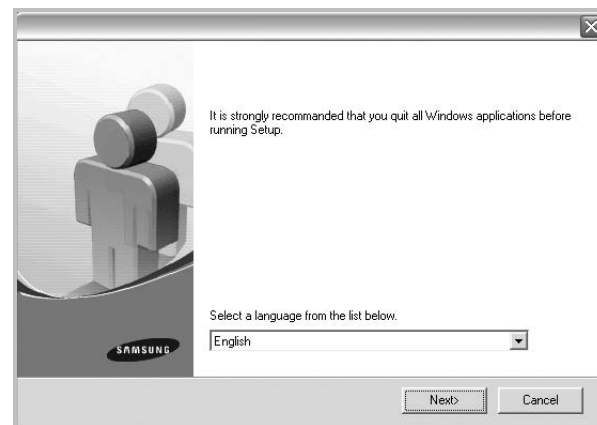 It is strongly recommanded that you quit all Windows applications before
running Setup.
Select a language from the list below.
English
SAMSUNG
Next>
Cancel